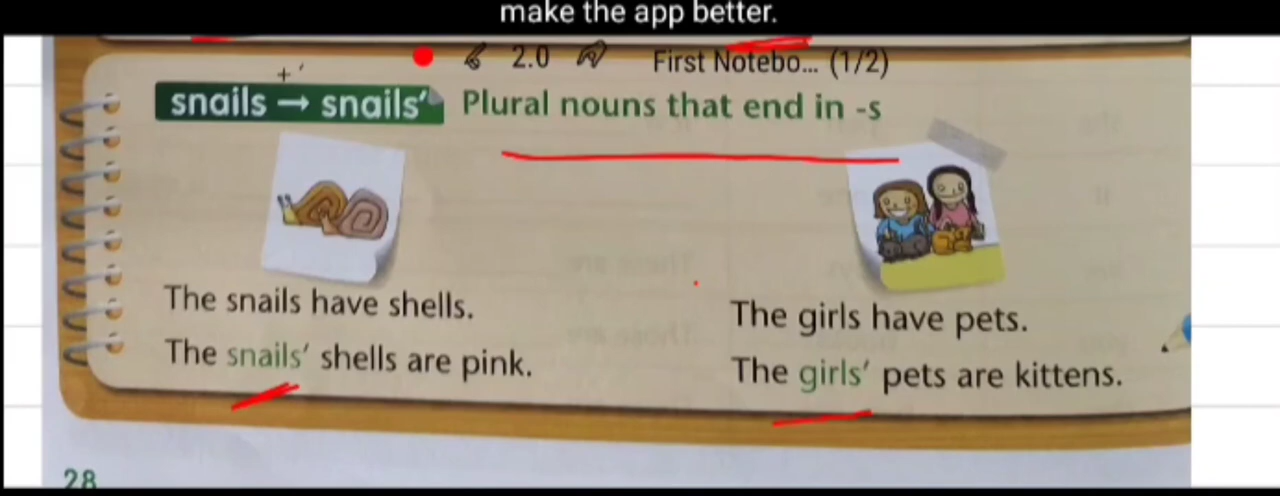 make the app better.
2.0 First Notebo... (1/2)
+'
snails → snails' Plural nouns that end in -s
The snails have shells.
The snails' shells are pink.
The girls have pets.
The girls' pets are kittens.
28